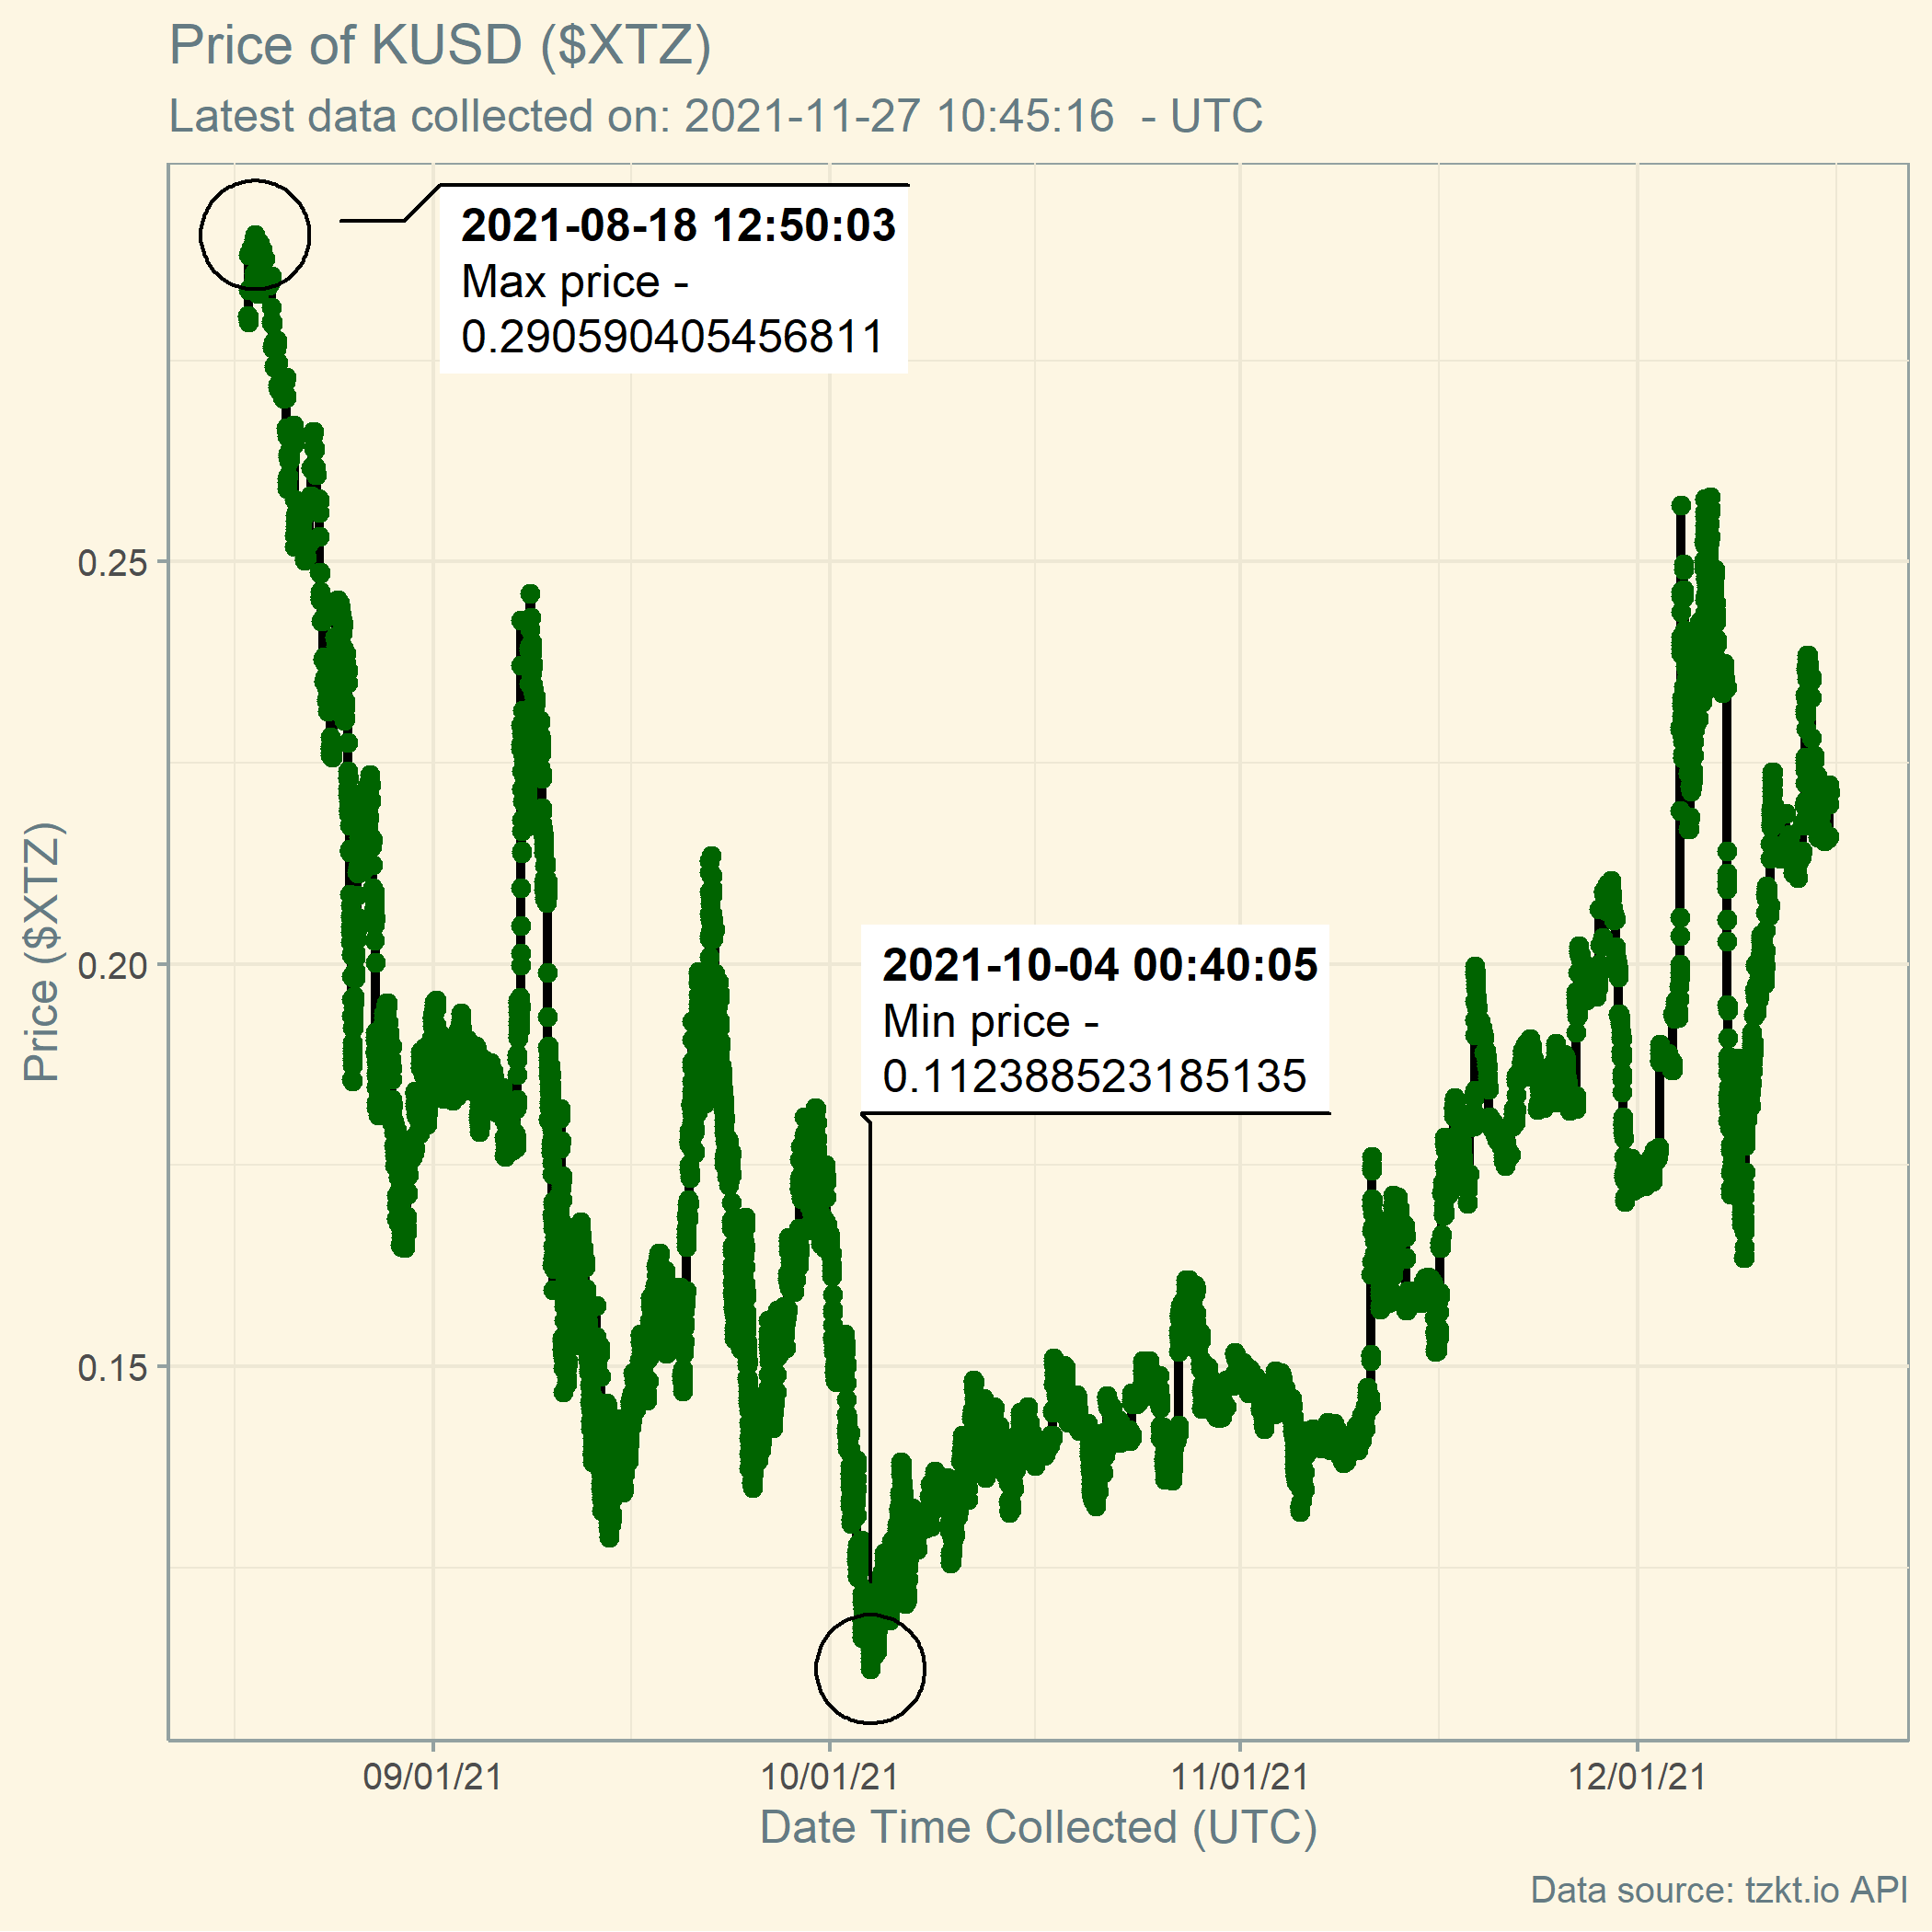 Price of KUSD ($XTZ)
Latest data collected on: 2021-11-27 10:45:16  - UTC
2021-08-18 12:50:03
Max price -
0.290590405456811
2021-10-04 00:40:05
Min price -
0.112388523185135
Price ($XTZ)
0.25
0.20
0.15
09/01/21
10/01/21
11/01/21
12/01/21
Date Time Collected (UTC)
Data source: tzkt.io API